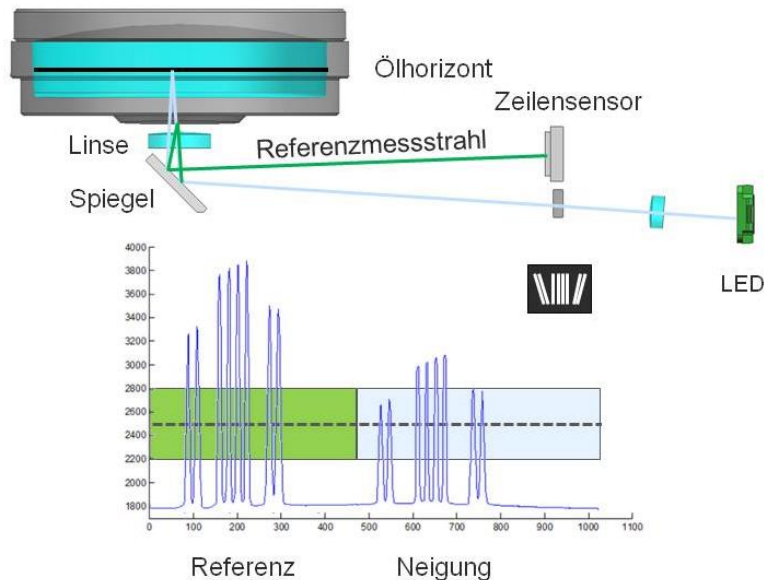 Ölhorizont
Zeilensensor
Linse
Referenzmessstrahl
Spiegel
LED
4000
3800
3600
3400
3200
3000
2800
2600
2400
2200
2000
1800
0 100 200 300 400 500 600 700 800 900 1000 1100
Referenz Neigung